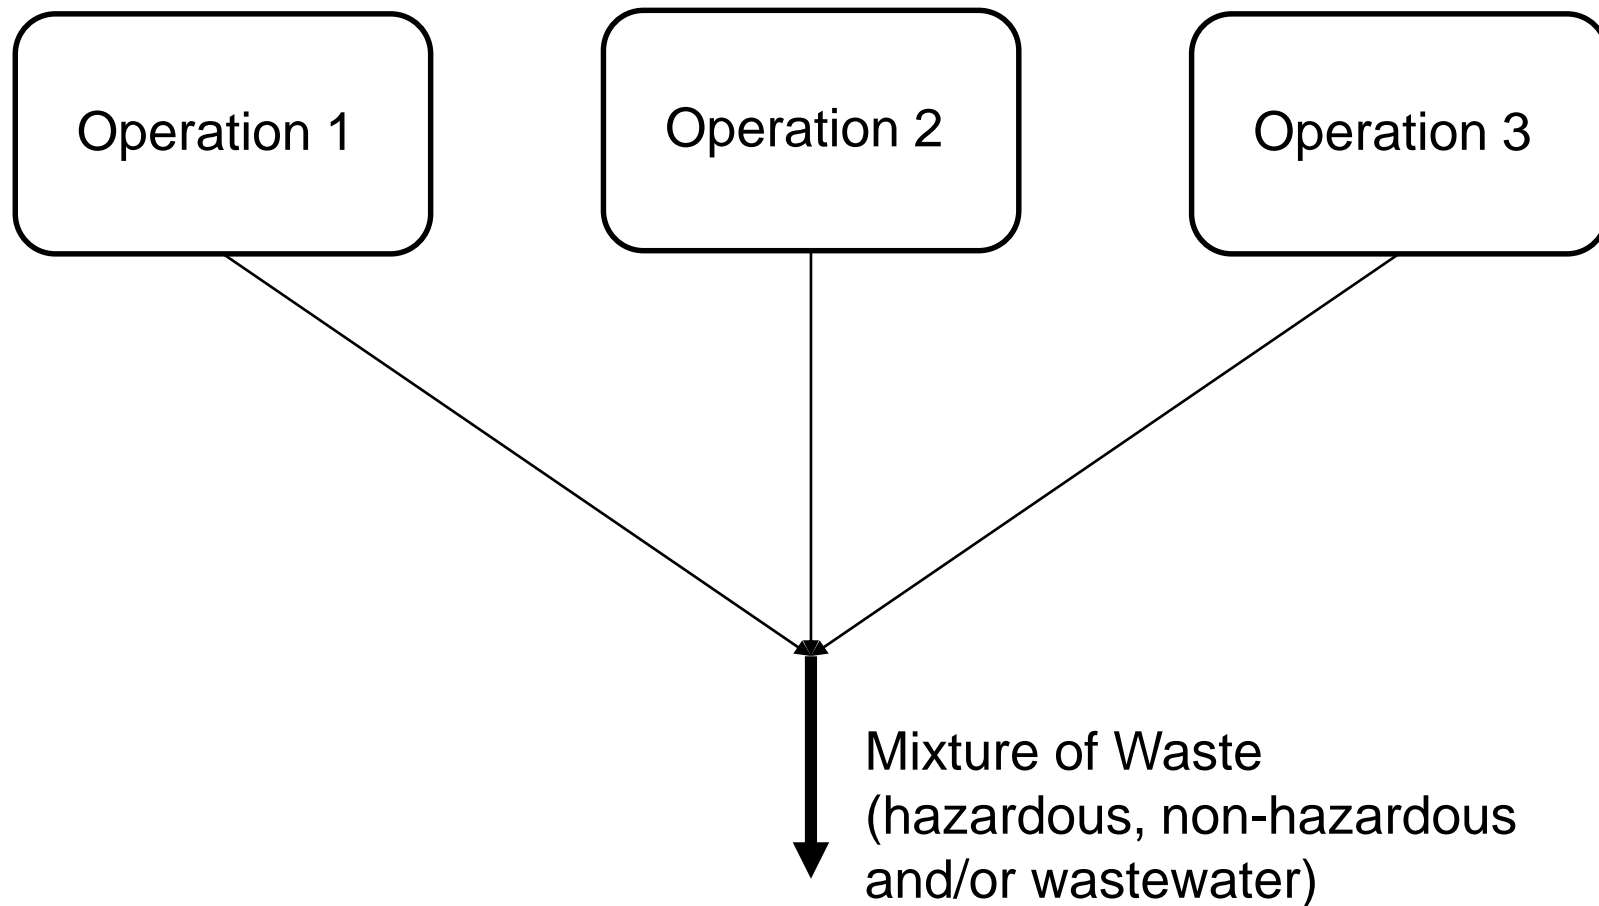 Operation 1
Operation 2
Operation 3
Mixture of Waste
(hazardous, non-hazardous
and/or wastewater)